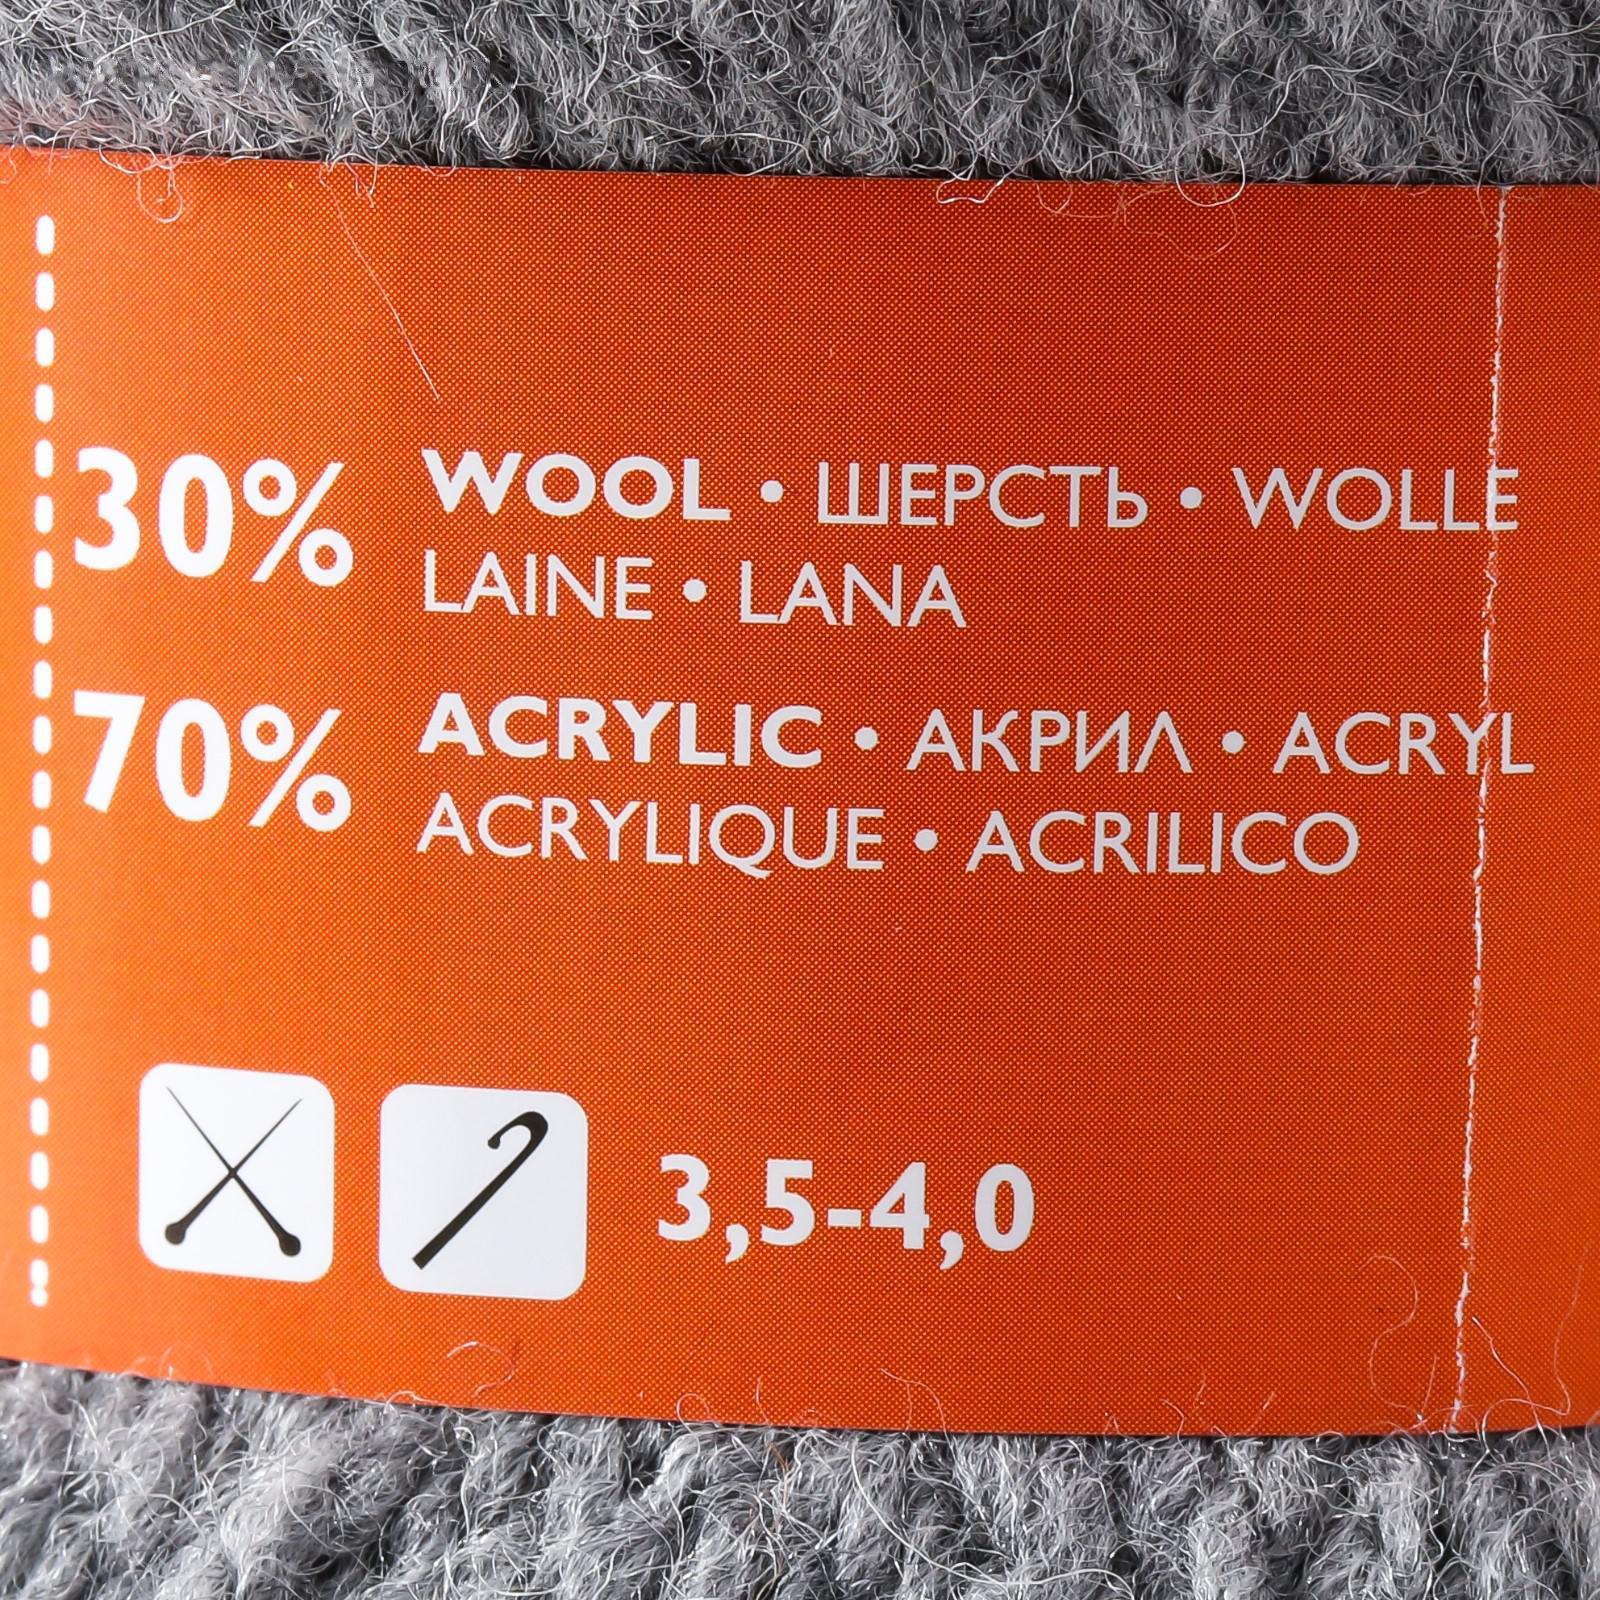 30% WOOL • ШЕРСТЬ • WOLLE
LAINE • LANA
70% ACRYLIC • АКРИЛ • ACRYL
ACRYLIQUE • ACRILICO
3,5-4,0